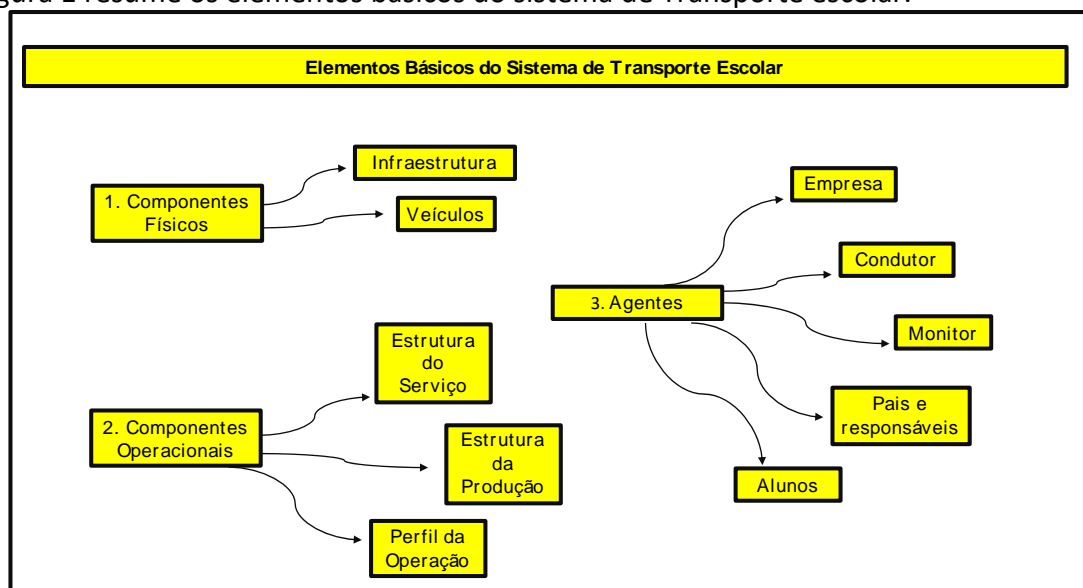 resume os elementos básicos do sistema de Transporte escolar.
Elementos Básicos do Sistema de Transporte Escolar
1. Componentes
Físicos
Infraestrutura
Veículos
2. Componentes
Operacionais
Estrutura
do
Serviço
Estrutura
da
Produção
Perfil da
Operação
3. Agentes
Empresa
Condutor
Monitor
Pais e
responsáveis
Alunos